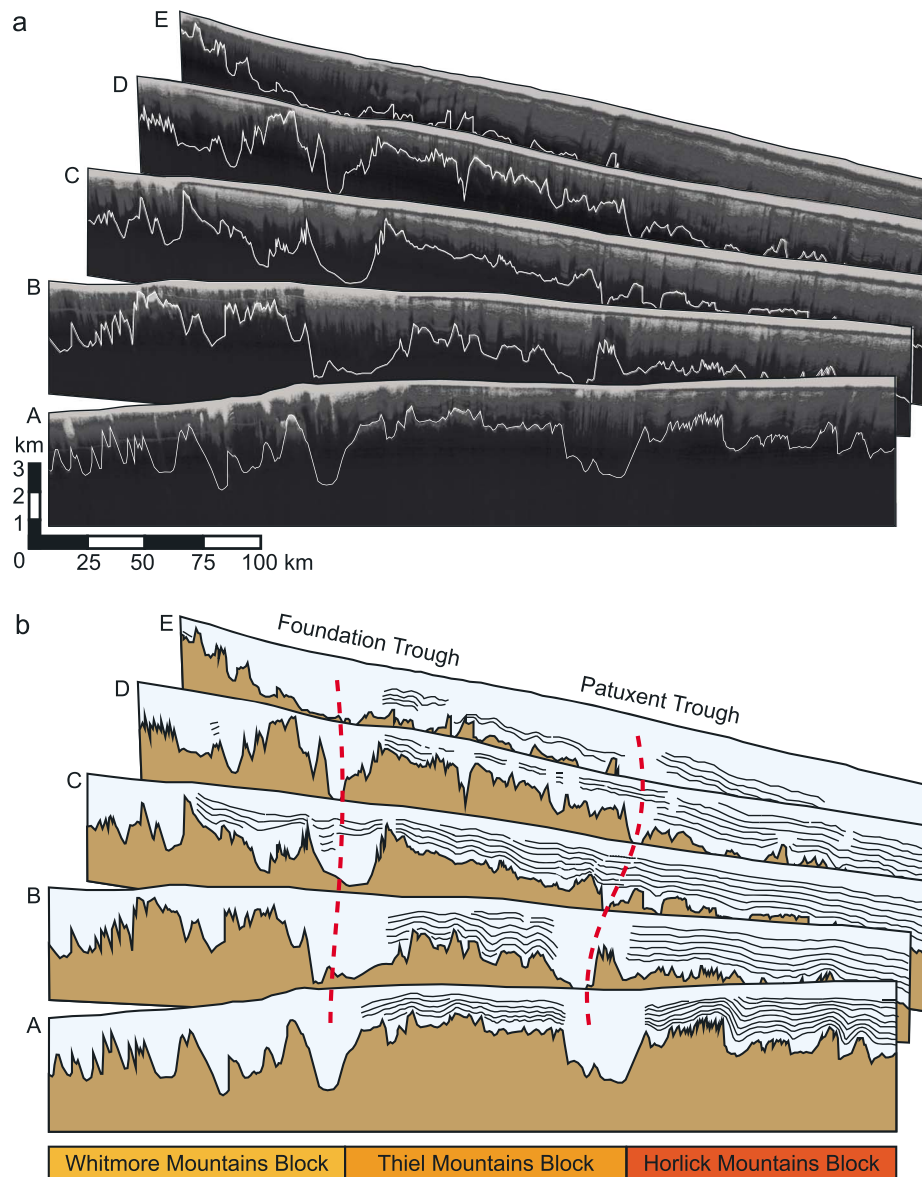 a
E
D
C
B
A
km
3
2
1
0 25 50 75 100 km
b
E
Foundation Trough
Patuxent Trough
D
C
B
A
Whitmore Mountains Block Thiel Mountains Block Horlick Mountains Block